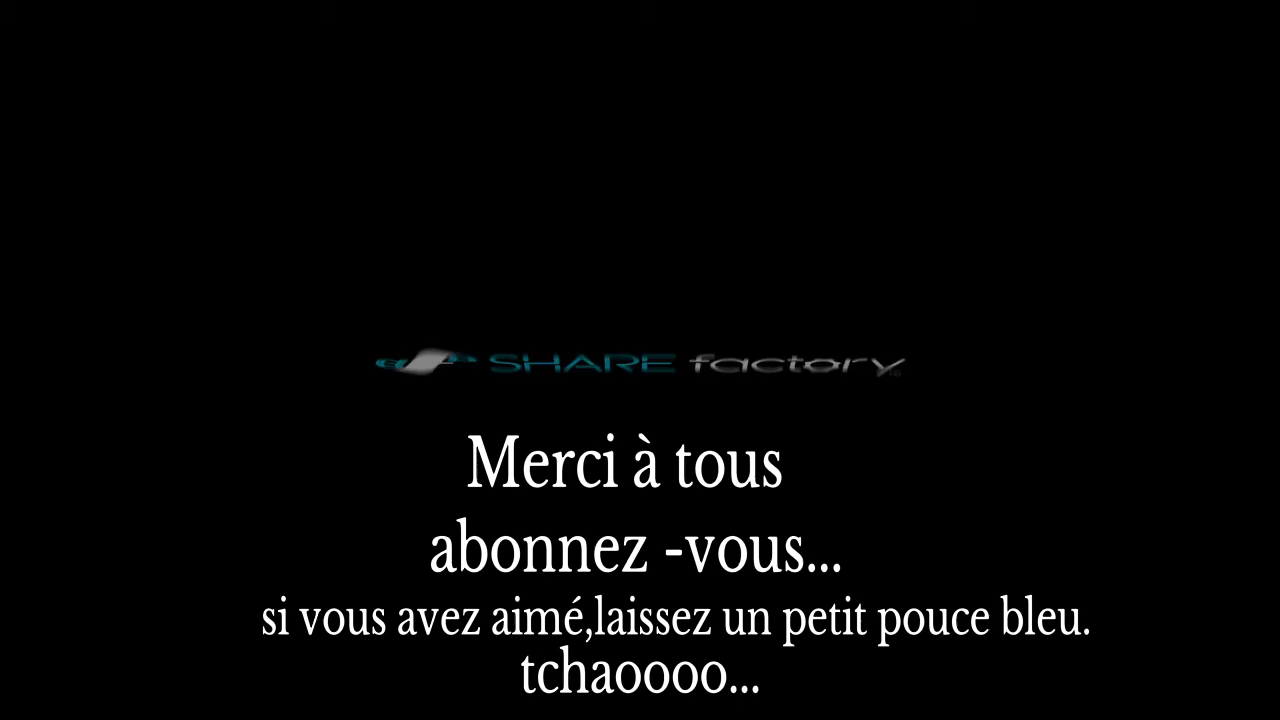 SHARE factory
Merci à tous
abonnez -vous...
si vous avez aimé,laissez un petit pouce bleu.
tchaoooo...